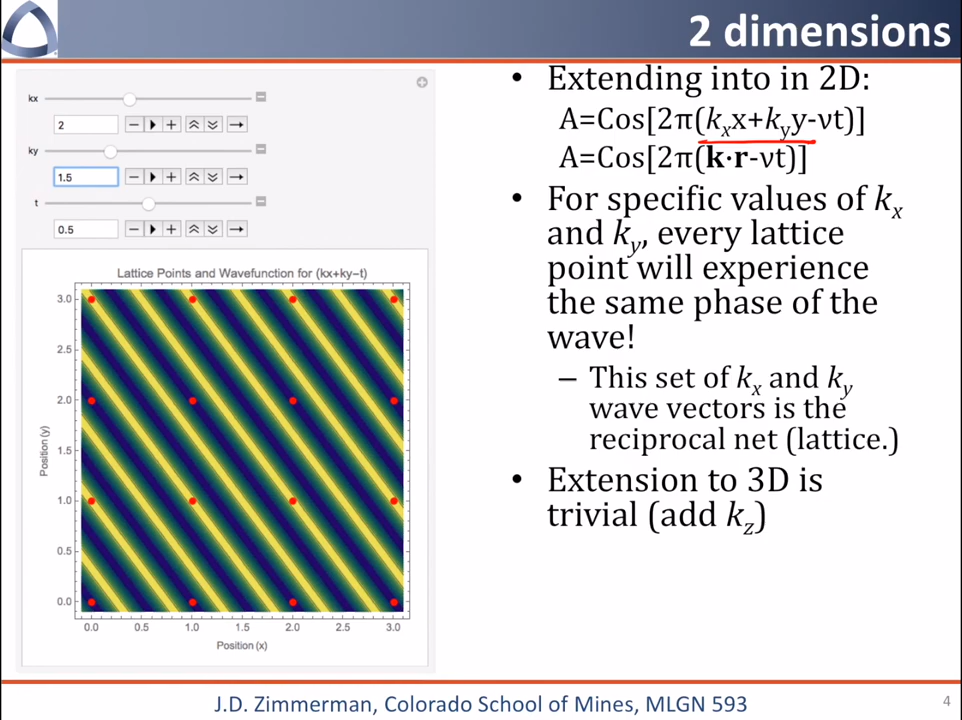 2 dimensions
kx
2
ky
1.5
t
0.5
Lattice Points and Wavefunction for (kx+ky−t)
3.0
2.5
2.0
1.5
1.0
0.5
0.0
Position (y)
0.0 0.5 1.0 1.5 2.0 2.5 3.0
Position (x)
• Extending into in 2D:
A=Cos[2π(kₓx+k_yy-νt)]
A=Cos[2π(k·r-νt)]
• For specific values of kₓ
and k_y, every lattice
point will experience
the same phase of the
wave!
– This set of kₓ and k_y
wave vectors is the
reciprocal net (lattice.)
• Extension to 3D is
trivial (add k_z)
J.D. Zimmerman, Colorado School of Mines, MLGN 593
4